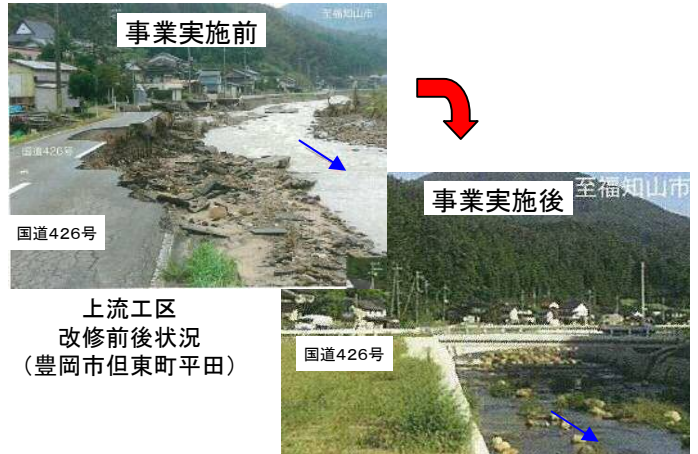 至福知山市
事業実施前
国道426号
国道426号
上流工区
改修前後状況
（豊岡市但東町平田）
至福知山市
事業実施後
国道426号